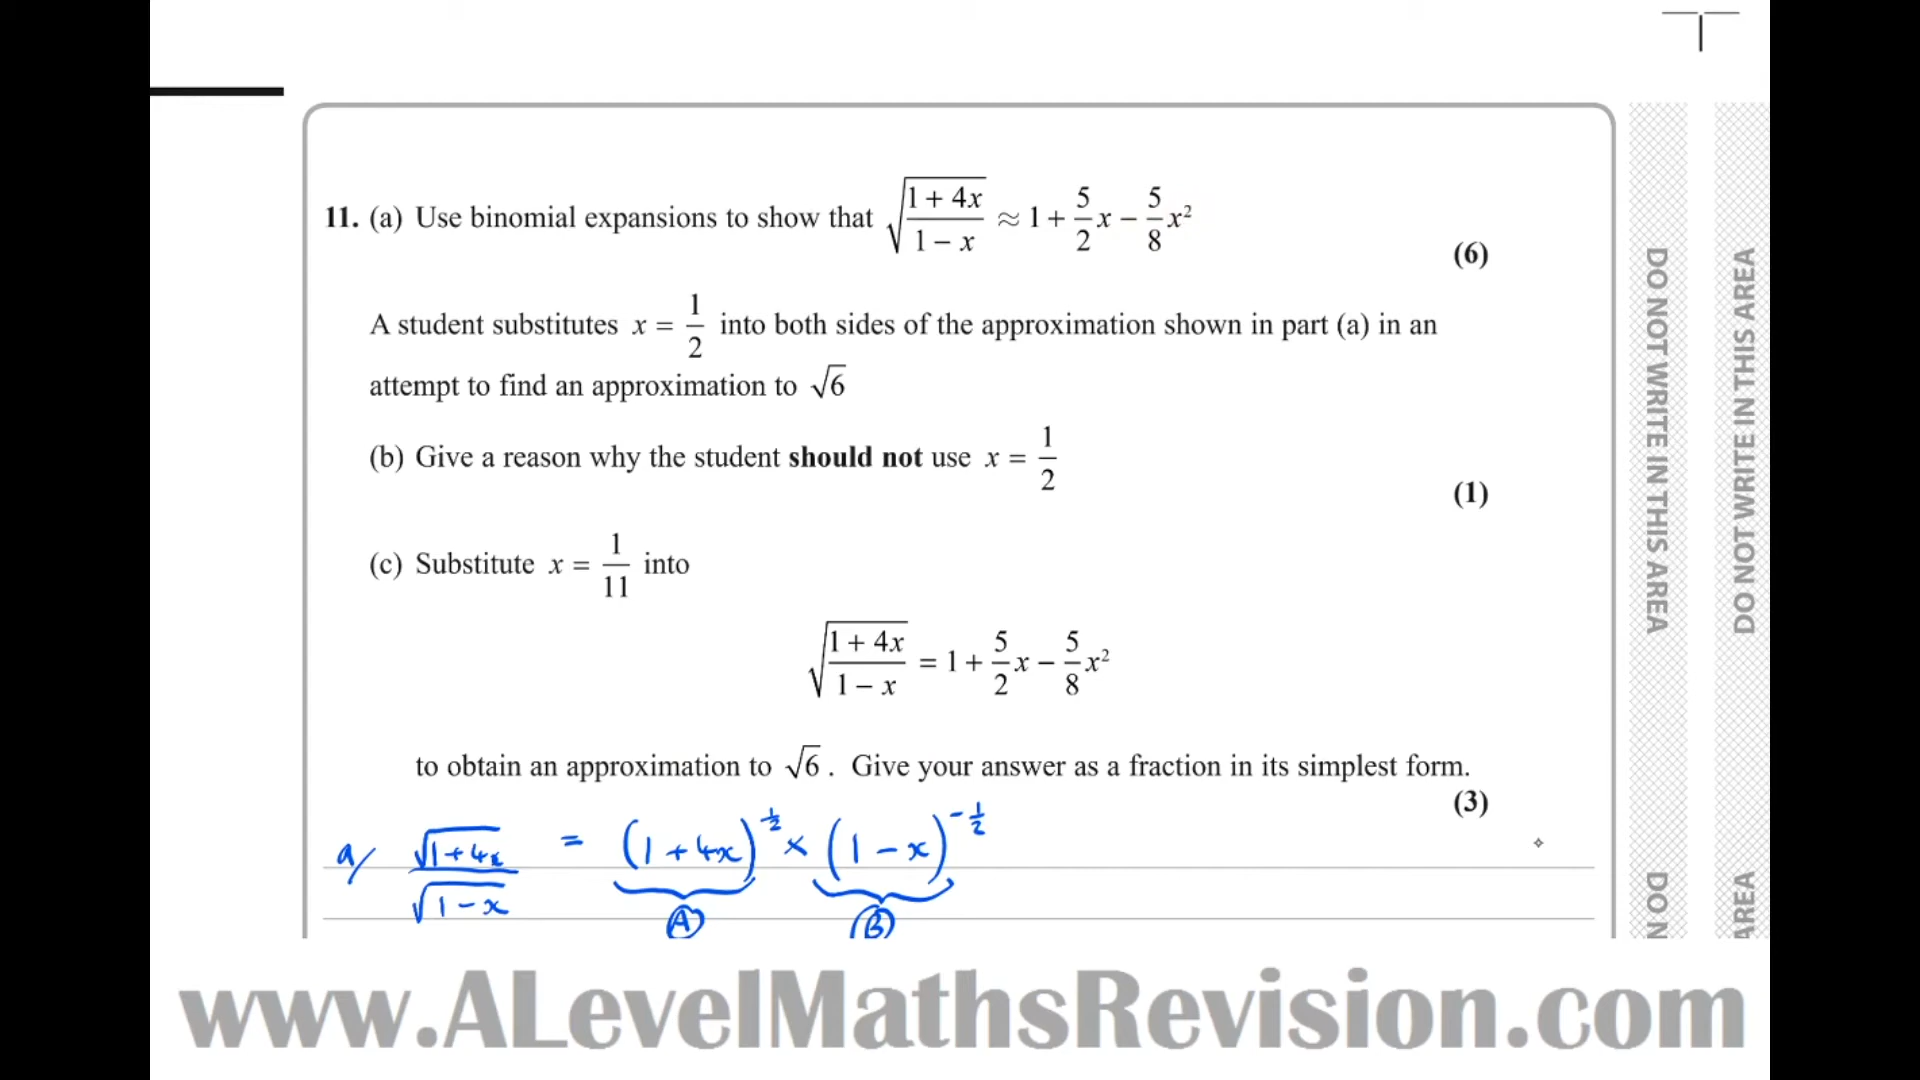 11. (a) Use binomial expansions to show that √((1 + 4x)/(1 − x)) ≈ 1 + 5/2 x − 5/8 x²
(6)
A student substitutes x = 1/2 into both sides of the approximation shown in part (a) in an
attempt to find an approximation to √6
(b) Give a reason why the student should not use x = 1/2
(1)
(c) Substitute x = 1/11 into
√((1 + 4x)/(1 − x)) = 1 + 5/2 x − 5/8 x²
to obtain an approximation to √6 . Give your answer as a fraction in its simplest form.
(3)
a/ √(1+4x)/√(1−x) = (1+4x)^(1/2) × (1−x)^(−1/2)
A B
DO NOT WRITE IN THIS AREA
DO NOT WRITE IN THIS AREA
DO N
AREA
www.ALevelMathsRevision.com